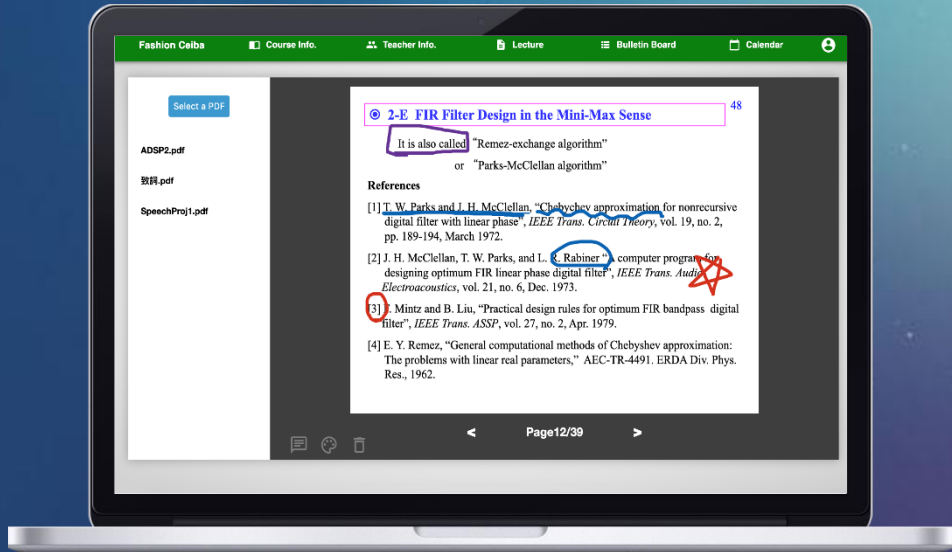 Fashion Ceiba Course Info. Teacher Info. Lecture Bulletin Board Calendar
Select a PDF
ADSP2.pdf
致詞.pdf
SpeechProj1.pdf
48
2-E FIR Filter Design in the Mini-Max Sense
It is also called “Remez-exchange algorithm”
or “Parks-McClellan algorithm”
References
[1] T. W. Parks and J. H. McClellan, “Chebychev approximation for nonrecursive
digital filter with linear phase”, IEEE Trans. Circuit Theory, vol. 19, no. 2,
pp. 189-194, March 1972.
[2] J. H. McClellan, T. W. Parks, and L. R. Rabiner “A computer program for
designing optimum FIR linear phase digital filter”, IEEE Trans. Audio
Electroacoustics, vol. 21, no. 6, Dec. 1973.
[3] Mintz and B. Liu, “Practical design rules for optimum FIR bandpass digital
filter”, IEEE Trans. ASSP, vol. 27, no. 2, Apr. 1979.
[4] E. Y. Remez, “General computational methods of Chebyshev approximation:
The problems with linear real parameters,” AEC-TR-4491. ERDA Div. Phys.
Res., 1962.
< Page12/39 >